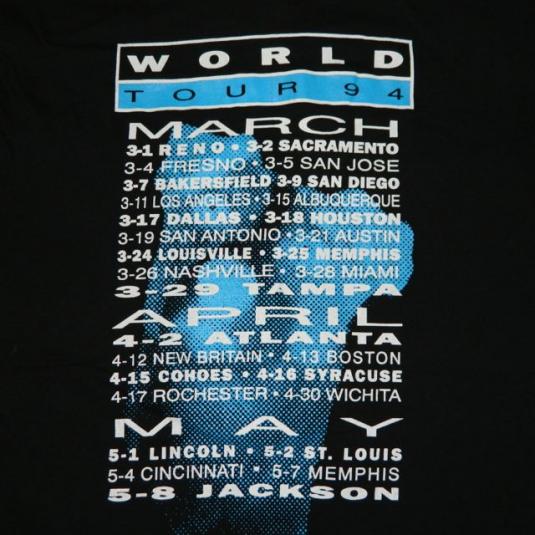 WORLD
TOUR 94
MARCH
3-1 RENO • 3-2 SACRAMENTO
3-4 FRESNO • 3-5 SAN JOSE
3-7 BAKERSFIELD 3-9 SAN DIEGO
3-11 LOS ANGELES • 3-15 ALBUQUERQUE
3-17 DALLAS • 3-18 HOUSTON
3-19 SAN ANTONIO • 3-21 AUSTIN
3-24 LOUISVILLE • 3-25 MEMPHIS
3-26 NASHVILLE • 3-28 MIAMI
3-29 TAMPA
APRIL
4-2 ATLANTA
4-12 NEW BRITAIN • 4-13 BOSTON
4-15 COHOES • 4-16 SYRACUSE
4-17 ROCHESTER • 4-30 WICHITA
MAY
5-1 LINCOLN • 5-2 ST. LOUIS
5-4 CINCINNATI • 5-7 MEMPHIS
5-8 JACKSON